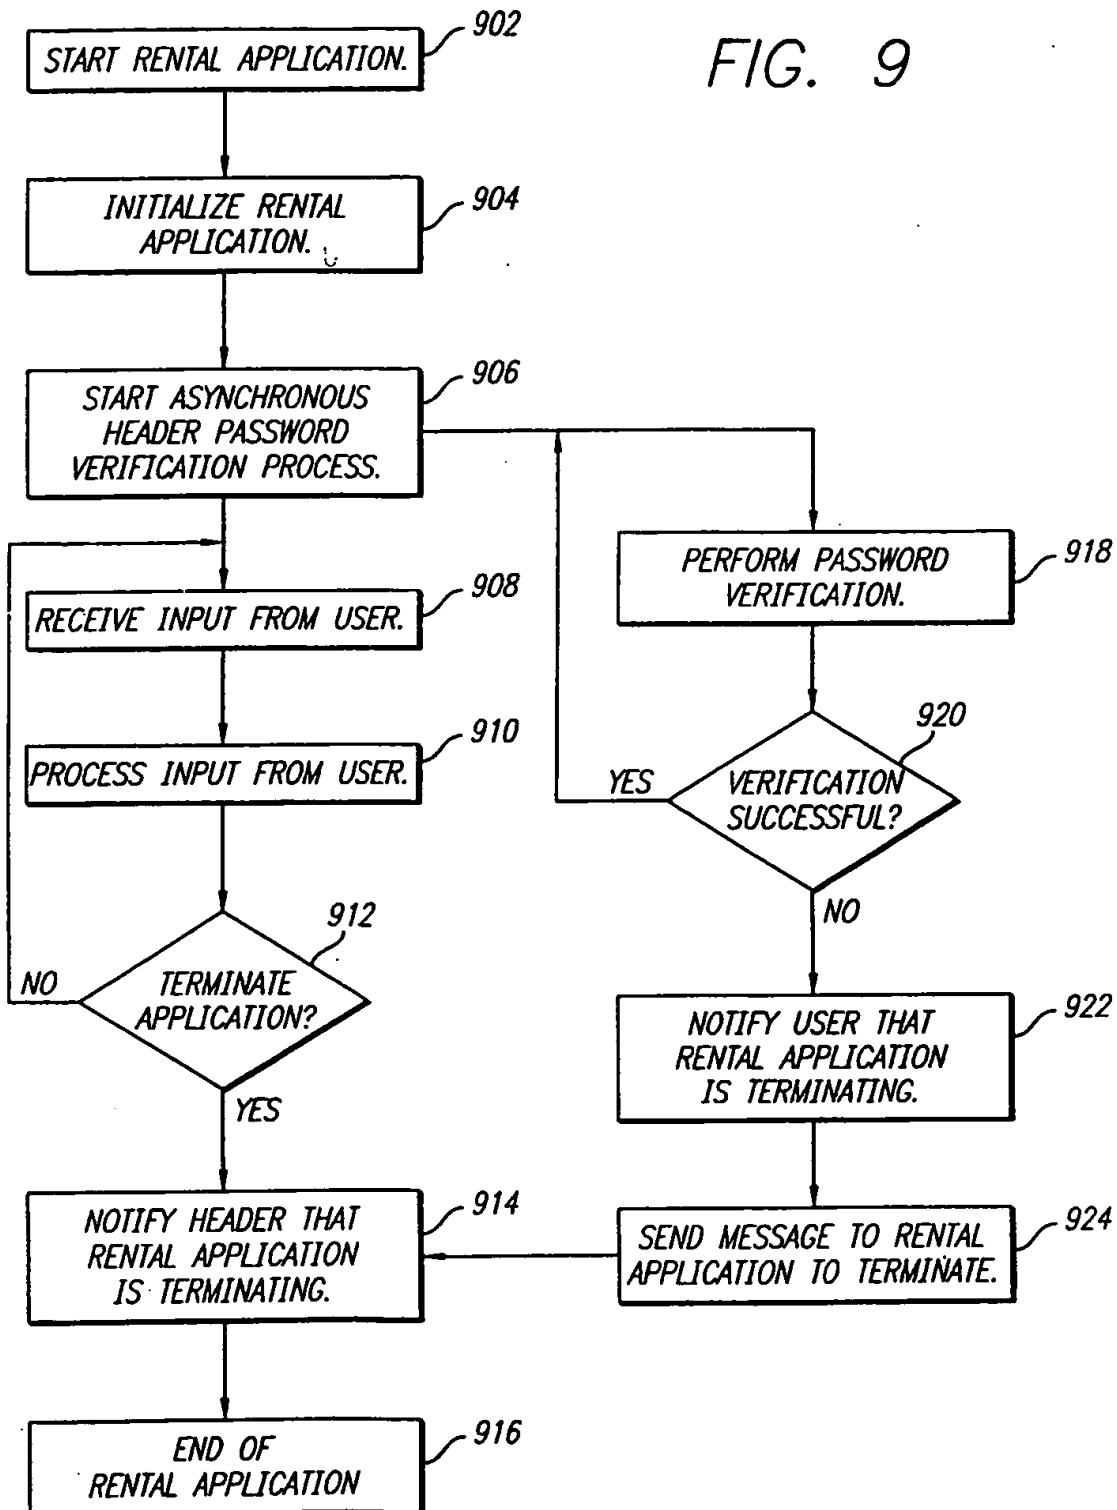 FIG. 9
902
START RENTAL APPLICATION.
904
INITIALIZE RENTAL
APPLICATION.
906
START ASYNCHRONOUS
HEADER PASSWORD
VERIFICATION PROCESS.
908
RECEIVE INPUT FROM USER.
910
PROCESS INPUT FROM USER.
912
TERMINATE
APPLICATION?
NO
YES
914
NOTIFY HEADER THAT
RENTAL APPLICATION
IS TERMINATING.
916
END OF
RENTAL APPLICATION
918
PERFORM PASSWORD
VERIFICATION.
920
VERIFICATION
SUCCESSFUL?
YES
NO
922
NOTIFY USER THAT
RENTAL APPLICATION
IS TERMINATING.
924
SEND MESSAGE TO RENTAL
APPLICATION TO TERMINATE.